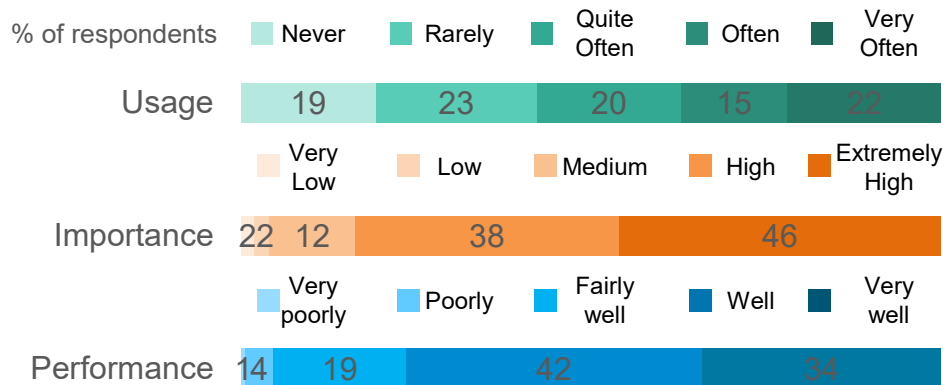 % of respondents Never Rarely Quite Often Often Very Often
Usage 19 23 20 15 22
Very Low Low Medium High Extremely High
Importance 2 2 12 38 46
Very poorly Poorly Fairly well Well Very well
Performance 1 4 19 42 34